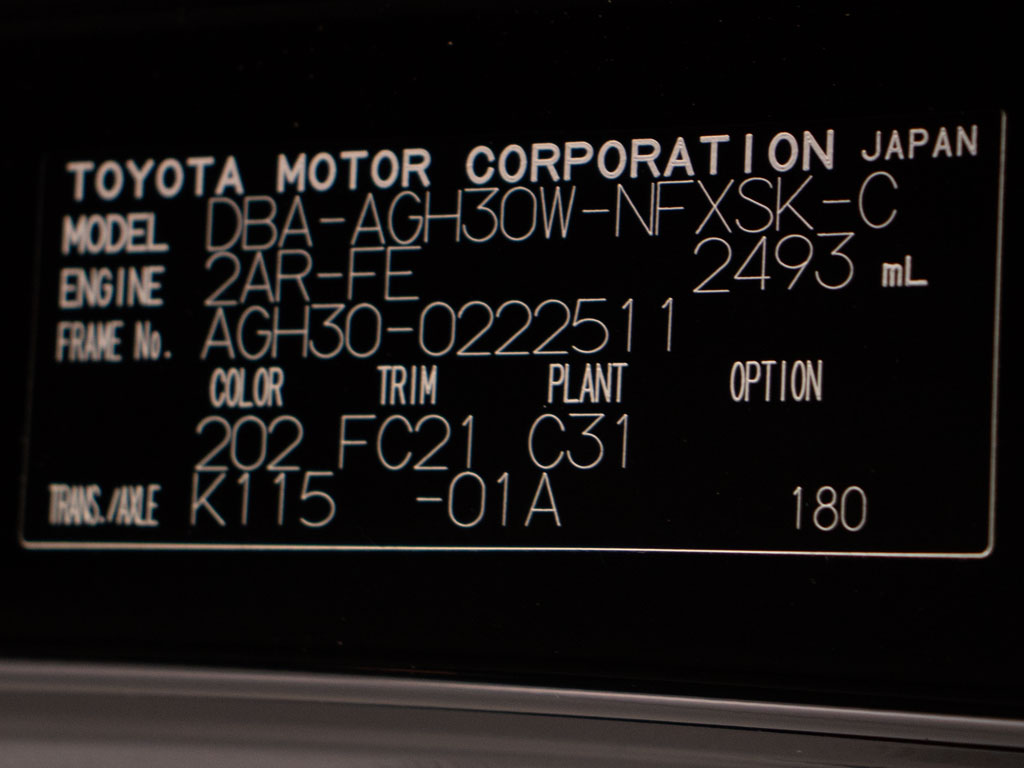 TOYOTA MOTOR CORPORATION JAPAN
MODEL DBA-AGH30W-NFXSK-C
ENGINE 2AR-FE 2493 mL
FRAME No. AGH30-0222511
COLOR TRIM PLANT OPTION
202 FC21 C31
TRANS./AXLE K115 -01A 180